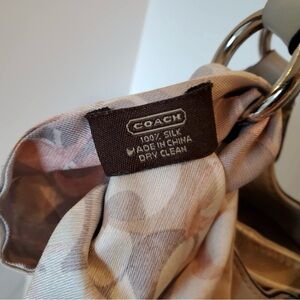 COACH
100% SILK
MADE IN CHINA
DRY CLEAN